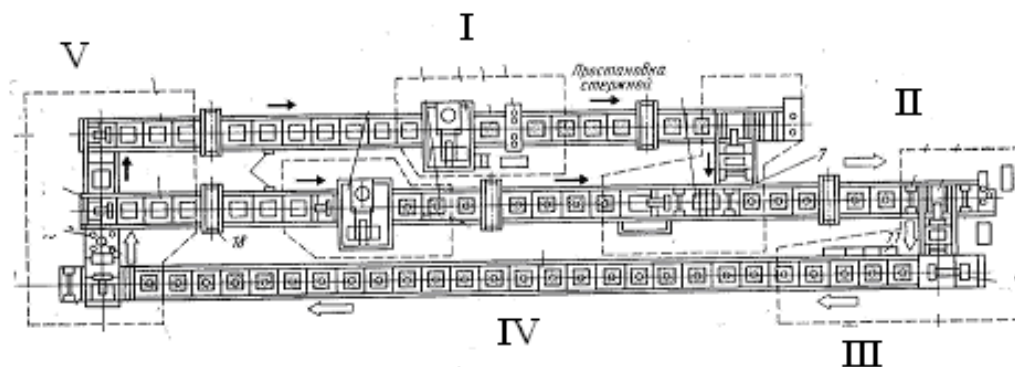 I
V
Простановка
стержней
II
18
IV
III